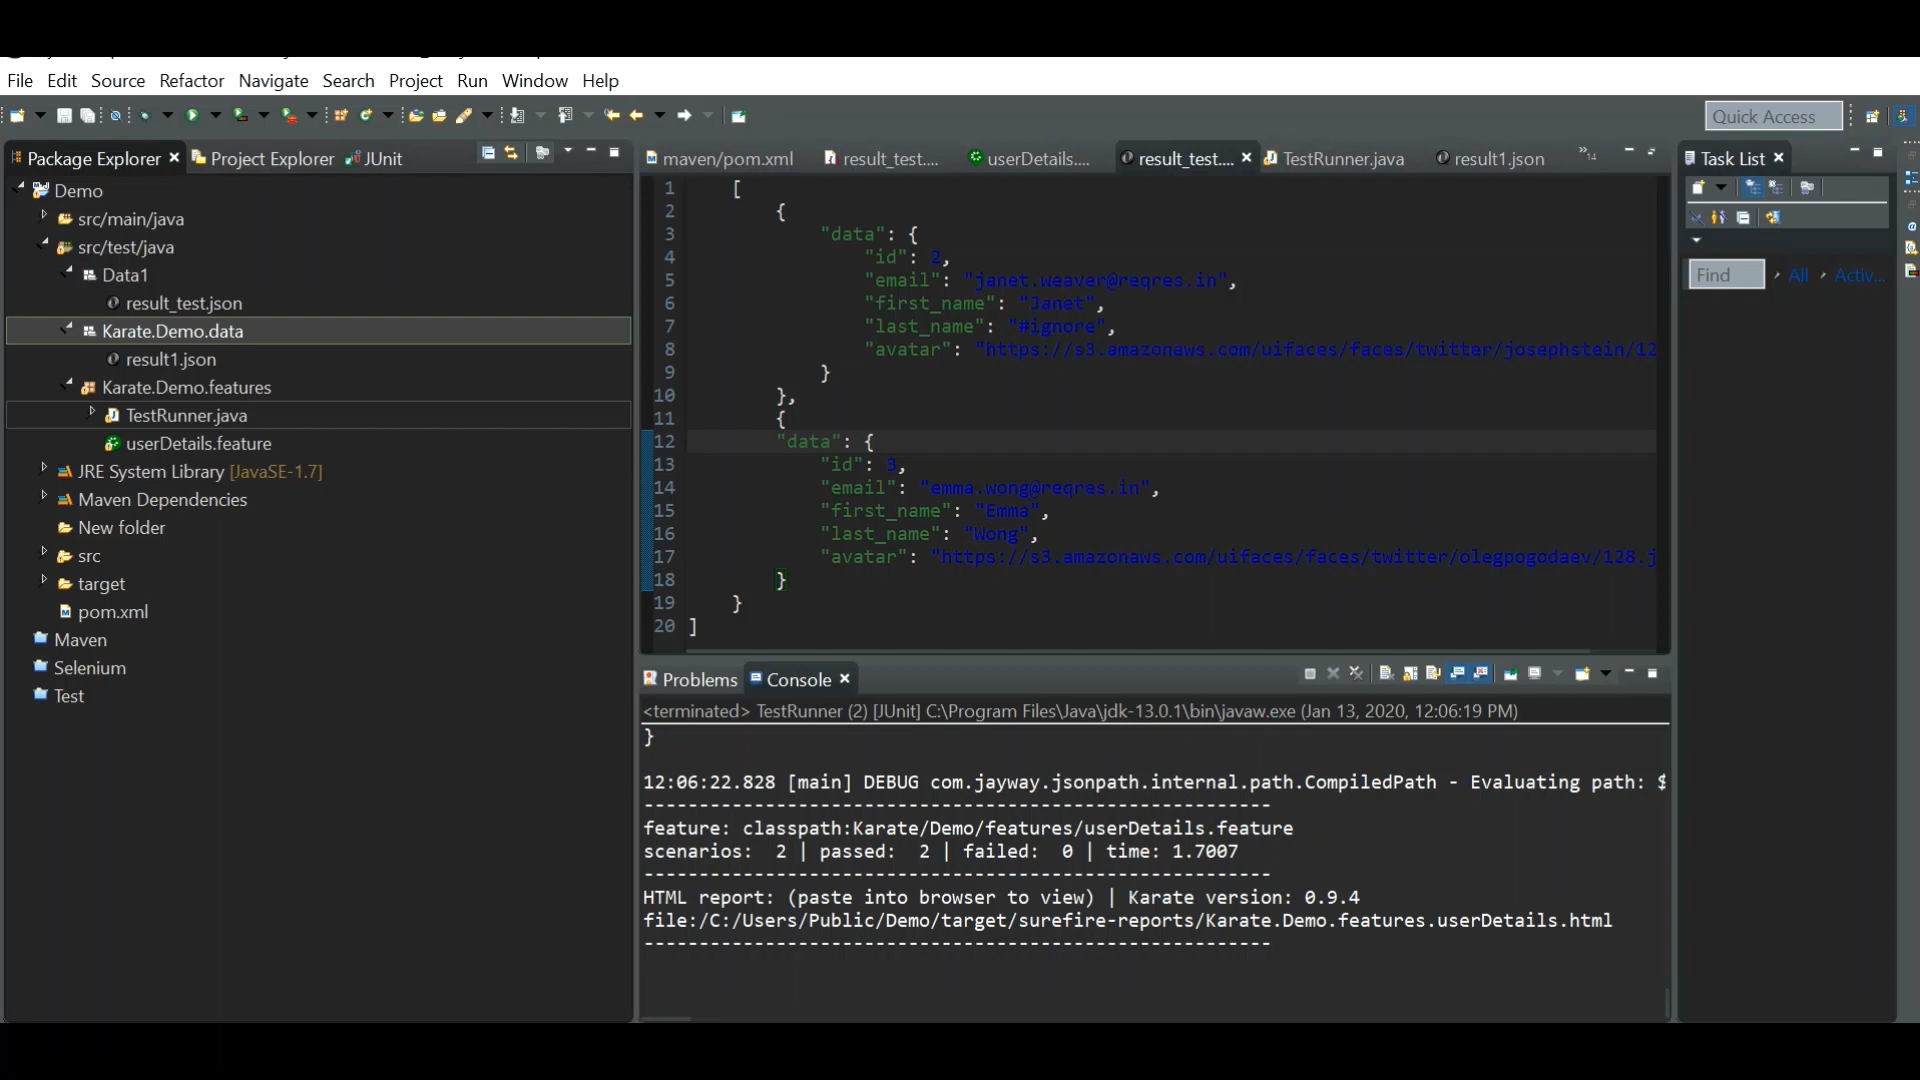 File Edit Source Refactor Navigate Search Project Run Window Help
Quick Access
Package Explorer Project Explorer JUnit
Demo
src/main/java
src/test/java
Data1
result_test.json
Karate.Demo.data
result1.json
Karate.Demo.features
TestRunner.java
userDetails.feature
JRE System Library [JavaSE-1.7]
Maven Dependencies
New folder
src
target
pom.xml
Maven
Selenium
Test
maven/pom.xml result_test.... userDetails.... result_test.... TestRunner.java result1.json »14
1 [
2 {
3 "data": {
4 "id": 2,
5 "email": "janet.weaver@reqres.in",
6 "first_name": "Janet",
7 "last_name": "#ignore",
8 "avatar": "https://s3.amazonaws.com/uifaces/faces/twitter/josephstein/12
9 }
10 },
11 {
12 "data": {
13 "id": 3,
14 "email": "emma.wong@reqres.in",
15 "first_name": "Emma",
16 "last_name": "Wong",
17 "avatar": "https://s3.amazonaws.com/uifaces/faces/twitter/olegpogodaev/128.j
18 }
19 }
20 ]
Problems Console
<terminated> TestRunner (2) [JUnit] C:\Program Files\Java\jdk-13.0.1\bin\javaw.exe (Jan 13, 2020, 12:06:19 PM)
}
12:06:22.828 [main] DEBUG com.jayway.jsonpath.internal.path.CompiledPath - Evaluating path: $
---------------------------------------------------------
feature: classpath:Karate/Demo/features/userDetails.feature
scenarios: 2 | passed: 2 | failed: 0 | time: 1.7007
---------------------------------------------------------
HTML report: (paste into browser to view) | Karate version: 0.9.4
file:/C:/Users/Public/Demo/target/surefire-reports/Karate.Demo.features.userDetails.html
---------------------------------------------------------
Task List
Find All Activ...